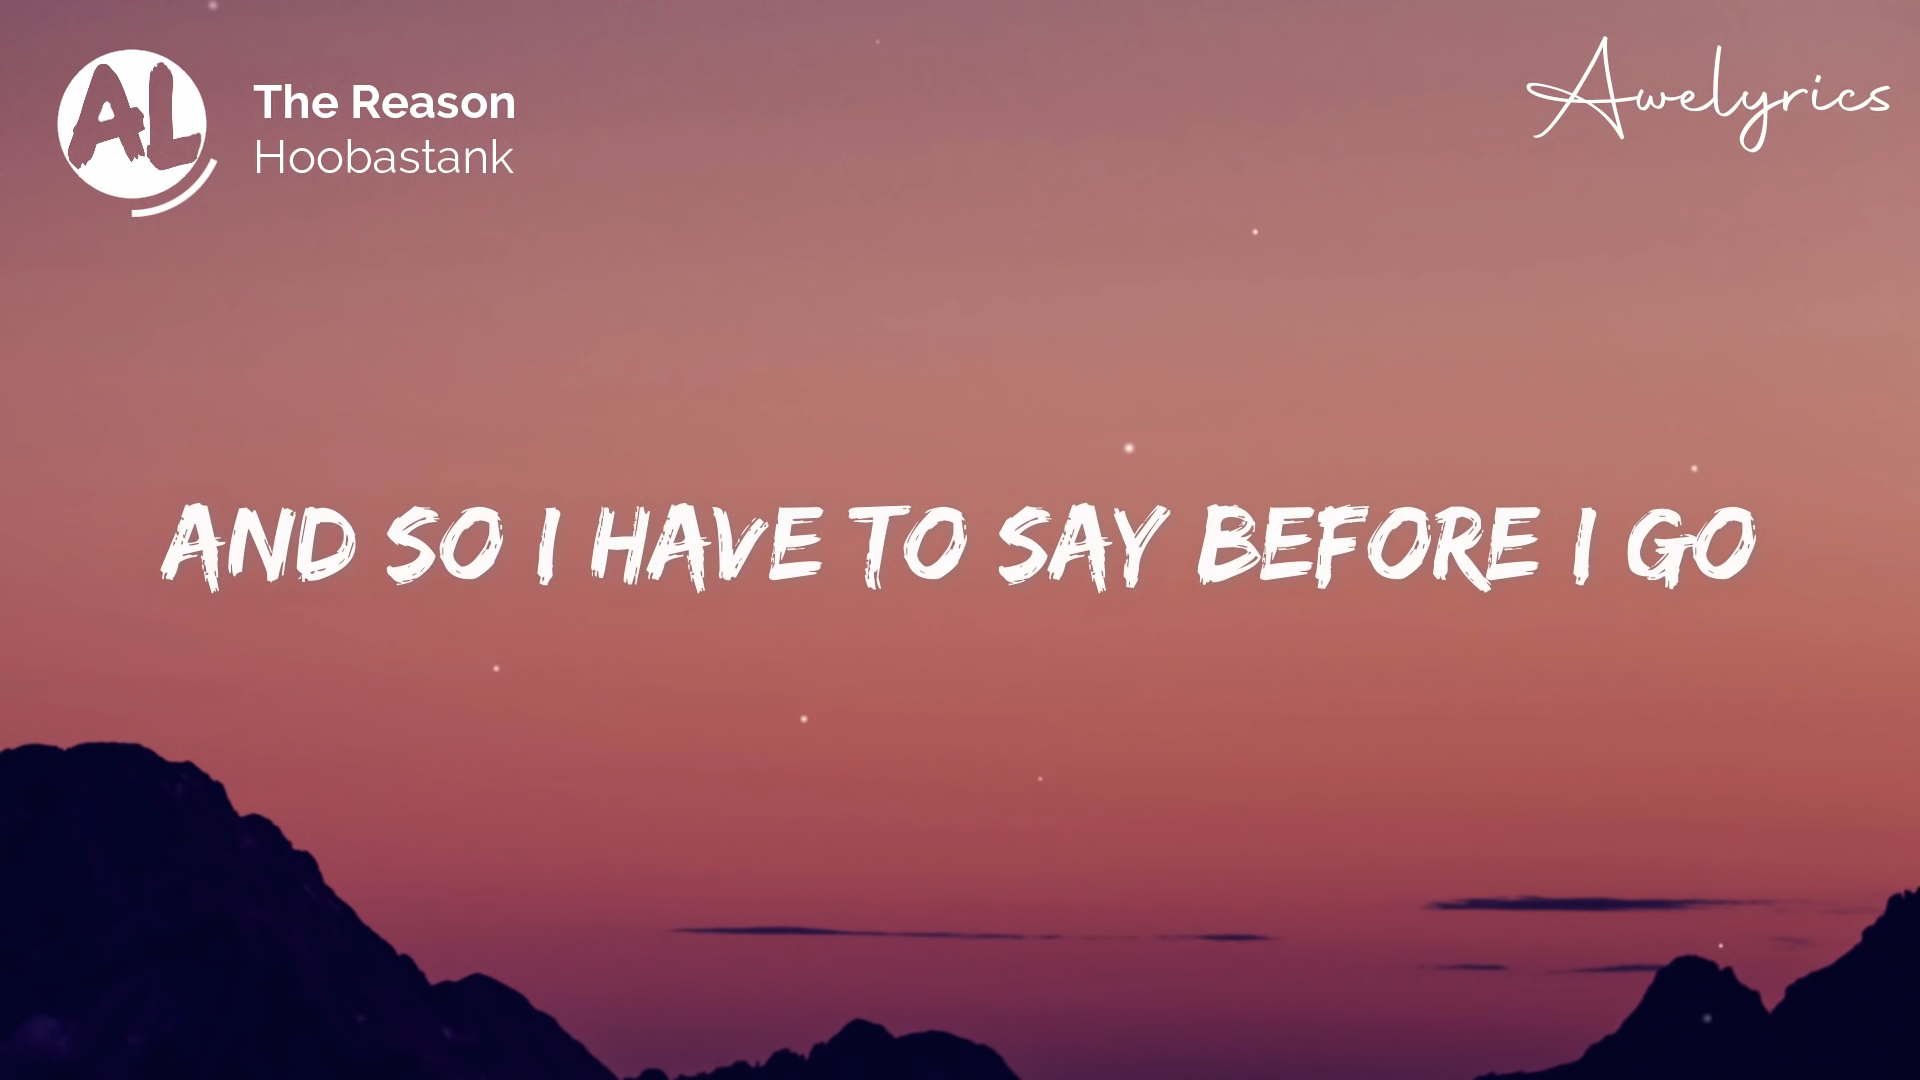 AL
The Reason
Hoobastank
Awelyrics
AND SO I HAVE TO SAY BEFORE I GO